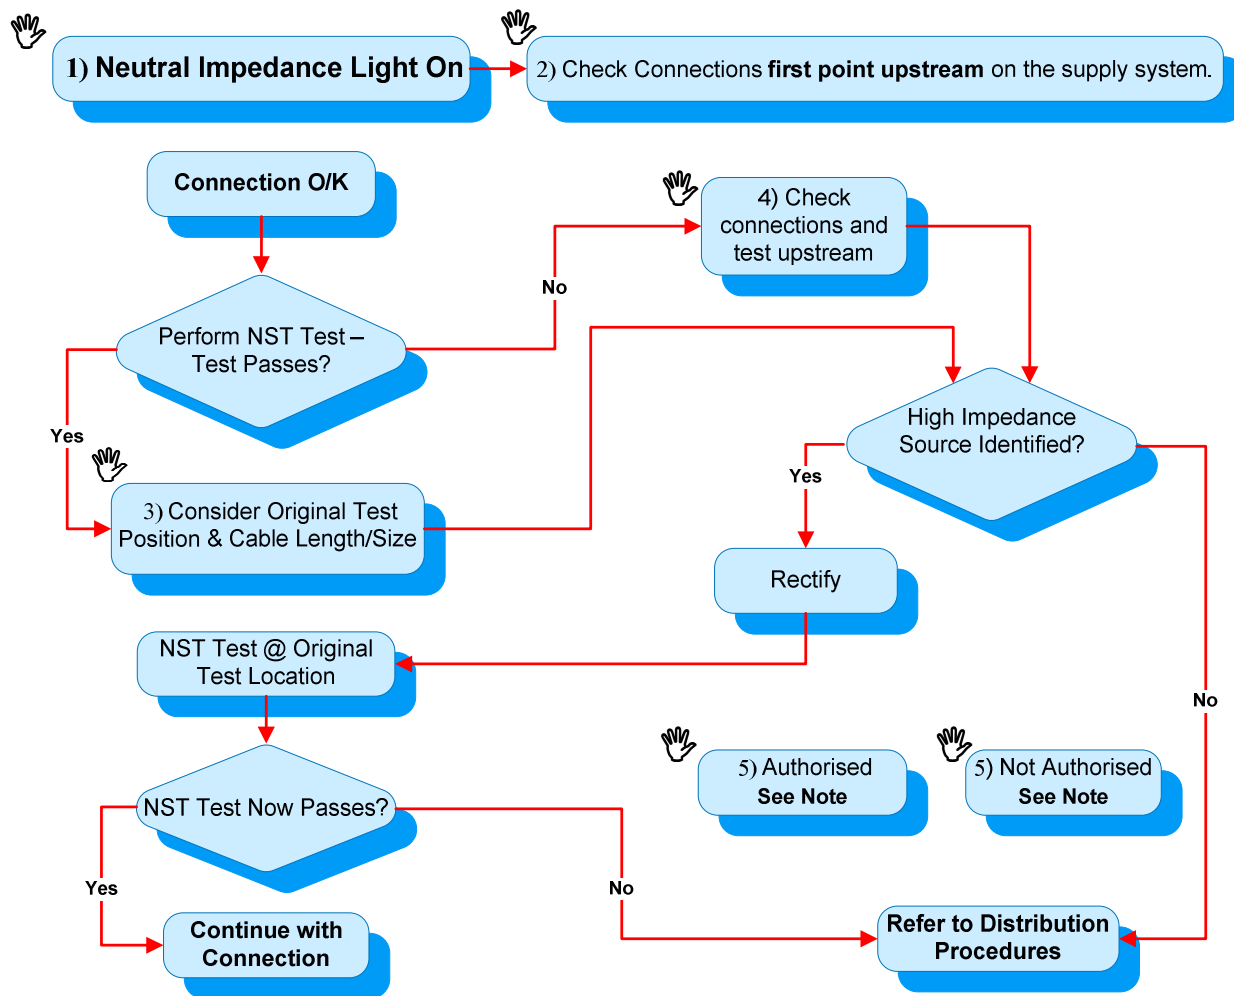 1) Neutral Impedance Light On
2) Check Connections first point upstream on the supply system.
Connection O/K
4) Check
connections and
test upstream
No
Perform NST Test –
Test Passes?
High Impedance
Source Identified?
Yes
Yes
3) Consider Original Test
Position & Cable Length/Size
Rectify
NST Test @ Original
Test Location
No
5) Authorised
See Note
5) Not Authorised
See Note
NST Test Now Passes?
Yes
No
Continue with
Connection
Refer to Distribution
Procedures